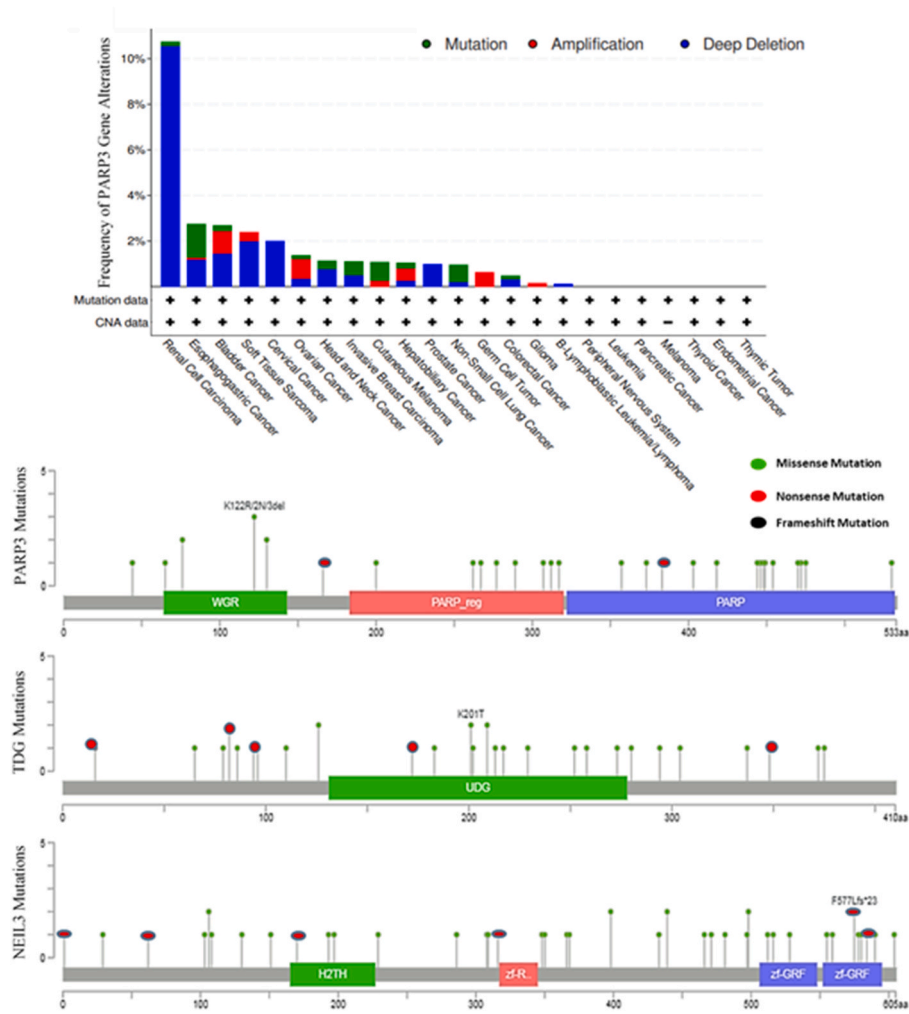 Mutation Amplification Deep Deletion
Frequency of PARP3 Gene Alterations
10%
8%
6%
4%
2%
Mutation data + + + + + + + + + + + + + + + + + + + + + + +
CNA data + + + + + + + + + + + + + + + + + + + − + + +
Renal Cell Carcinoma
Esophagogastric Cancer
Bladder Cancer
Soft Tissue Sarcoma
Cervical Cancer
Ovarian Cancer
Head and Neck Cancer
Invasive Breast Carcinoma
Cutaneous Melanoma
Hepatobiliary Cancer
Prostate Cancer
Non-Small Cell Lung Cancer
Germ Cell Tumor
Colorectal Cancer
Glioma
B-Lymphoblastic Leukemia/Lymphoma
Peripheral Nervous System
Leukemia
Pancreatic Cancer
Melanoma
Thyroid Cancer
Endometrial Cancer
Thymic Tumor
Missense Mutation
Nonsense Mutation
Frameshift Mutation
PARP3 Mutations
5
0
K122R/2N/3del
WGR PARP_reg PARP
0 100 200 300 400 533aa
TDG Mutations
5
0
K201T
UDG
0 100 200 300 410aa
NEIL3 Mutations
5
0
F577Lfs*23
H2TH zf-R.. zf-GRF zf-GRF
0 100 200 300 400 500 605aa